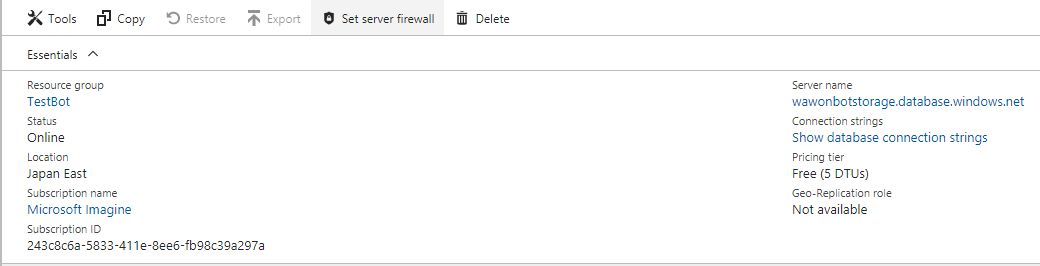 Tools Copy Restore Export Set server firewall Delete
Essentials
Resource group
TestBot
Status
Online
Location
Japan East
Subscription name
Microsoft Imagine
Subscription ID
243c8c6a-5833-411e-8ee6-fb98c39a297a
Server name
wawonbotstorage.database.windows.net
Connection strings
Show database connection strings
Pricing tier
Free (5 DTUs)
Geo-Replication role
Not available